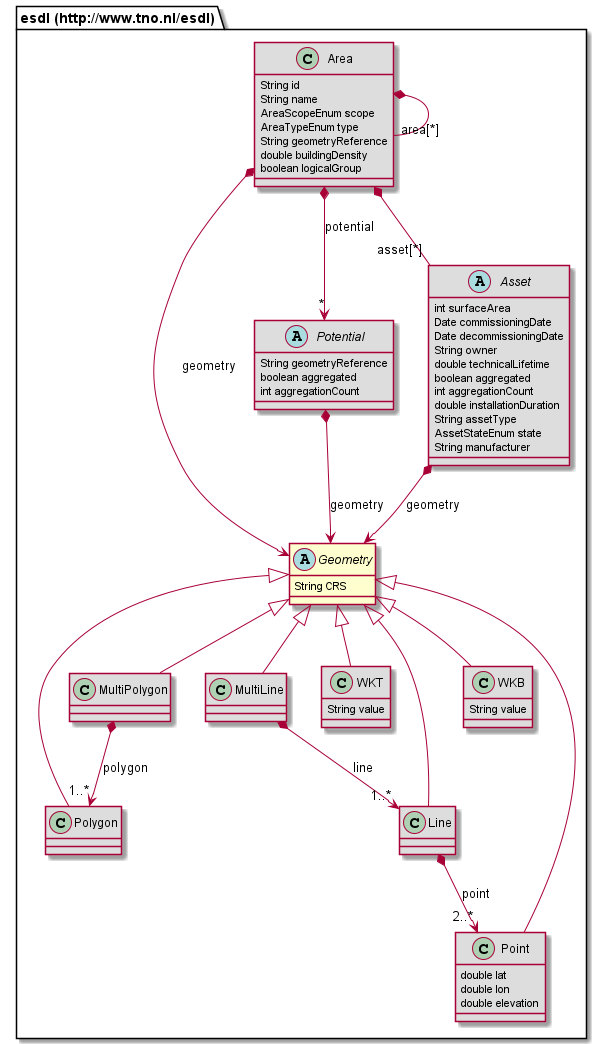 esdl (http://www.tno.nl/esdl)
C Area
String id
String name
AreaScopeEnum scope
AreaTypeEnum type
String geometryReference
double buildingDensity
boolean logicalGroup
area[*]
potential
asset[*]
*
A Asset
int surfaceArea
Date commissioningDate
Date decommissioningDate
String owner
double technicalLifetime
boolean aggregated
int aggregationCount
double installationDuration
String assetType
AssetStateEnum state
String manufacturer
A Potential
String geometryReference
boolean aggregated
int aggregationCount
geometry
geometry
geometry
A Geometry
String CRS
C MultiPolygon
C MultiLine
C WKT
String value
C WKB
String value
polygon
1..*
line
1..*
C Polygon
C Line
point
2..*
C Point
double lat
double lon
double elevation